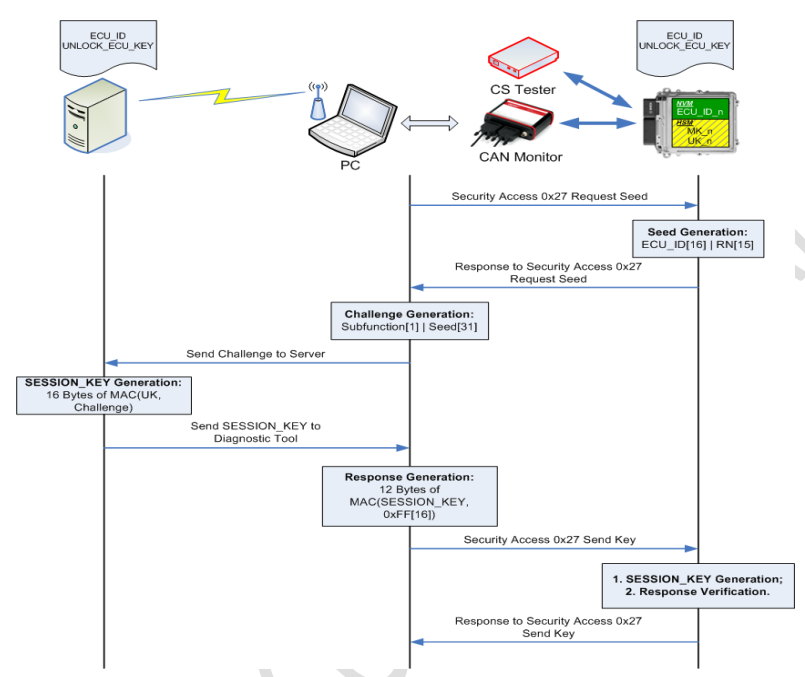 ECU_ID
UNLOCK_ECU_KEY
ECU_ID
UNLOCK_ECU_KEY
CS Tester
NVM
ECU_ID_n
HSM
MK_n
UK_n
PC
CAN Monitor
Security Access 0x27 Request Seed
Seed Generation:
ECU_ID[16] | RN[15]
Response to Security Access 0x27
Request Seed
Challenge Generation:
Subfunction[1] | Seed[31]
Send Challenge to Server
SESSION_KEY Generation:
16 Bytes of MAC(UK,
Challenge)
Send SESSION_KEY to
Diagnostic Tool
Response Generation:
12 Bytes of
MAC(SESSION_KEY,
0xFF[16])
Security Access 0x27 Send Key
1. SESSION_KEY Generation;
2. Response Verification.
Response to Security Access 0x27
Send Key